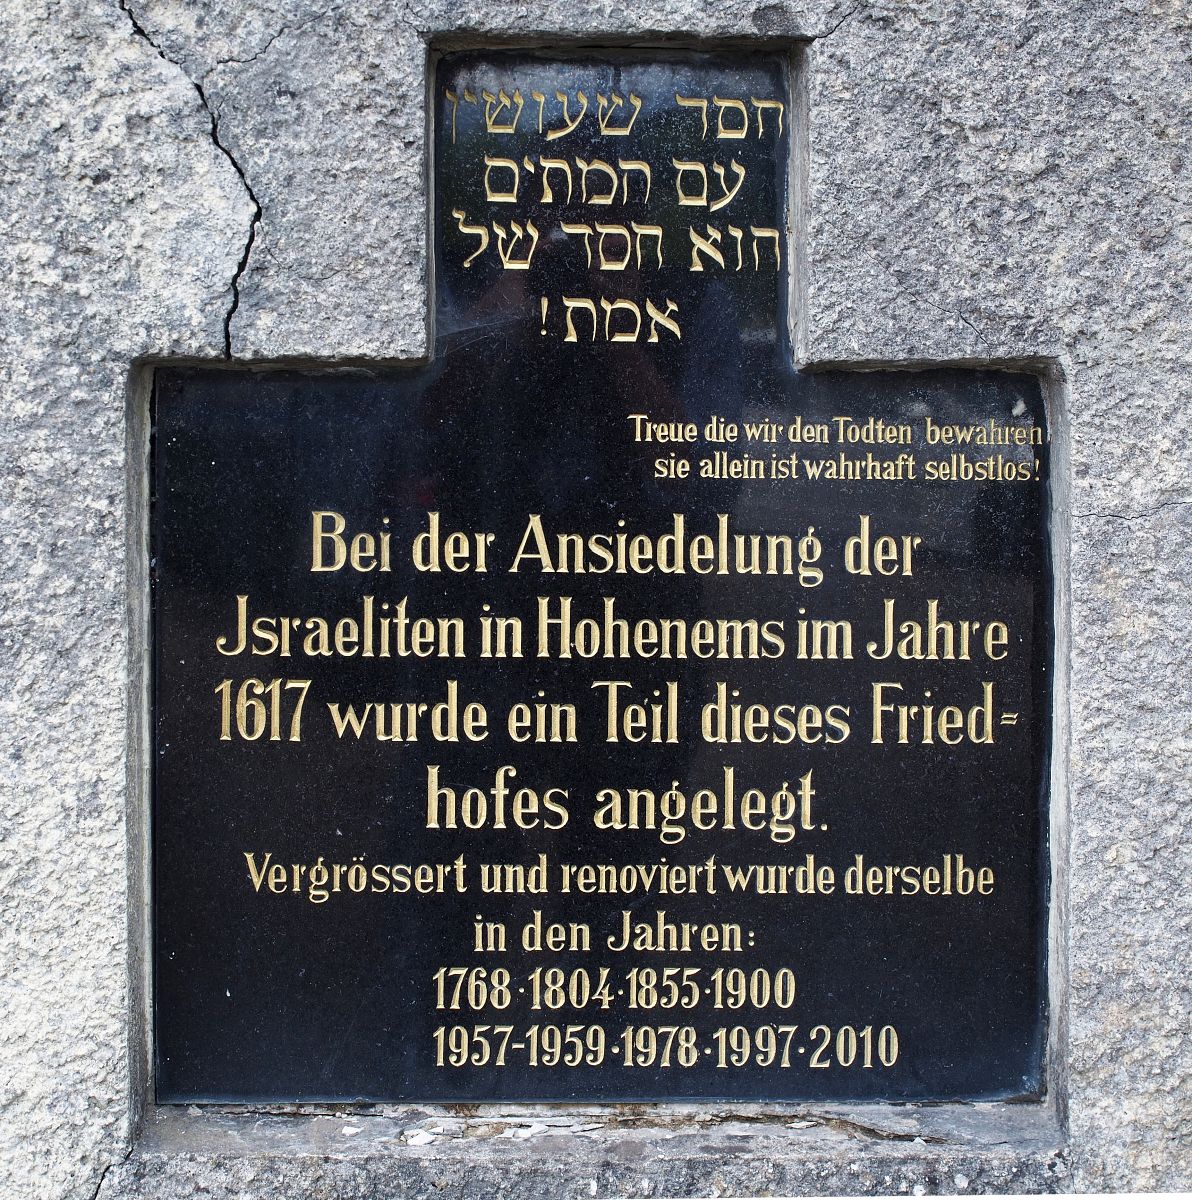 חסד שעושין
עם המתים
הוא חסד של
אמת!
Treue die wir den Todten bewahren
sie allein ist wahrhaft selbstlos!
Bei der Ansiedelung der
Jsraeliten in Hohenems im Jahre
1617 wurde ein Teil dieses Fried=
hofes angelegt.
Vergrössert und renoviert wurde derselbe
in den Jahren:
1768·1804·1855·1900
1957-1959·1978·1997·2010